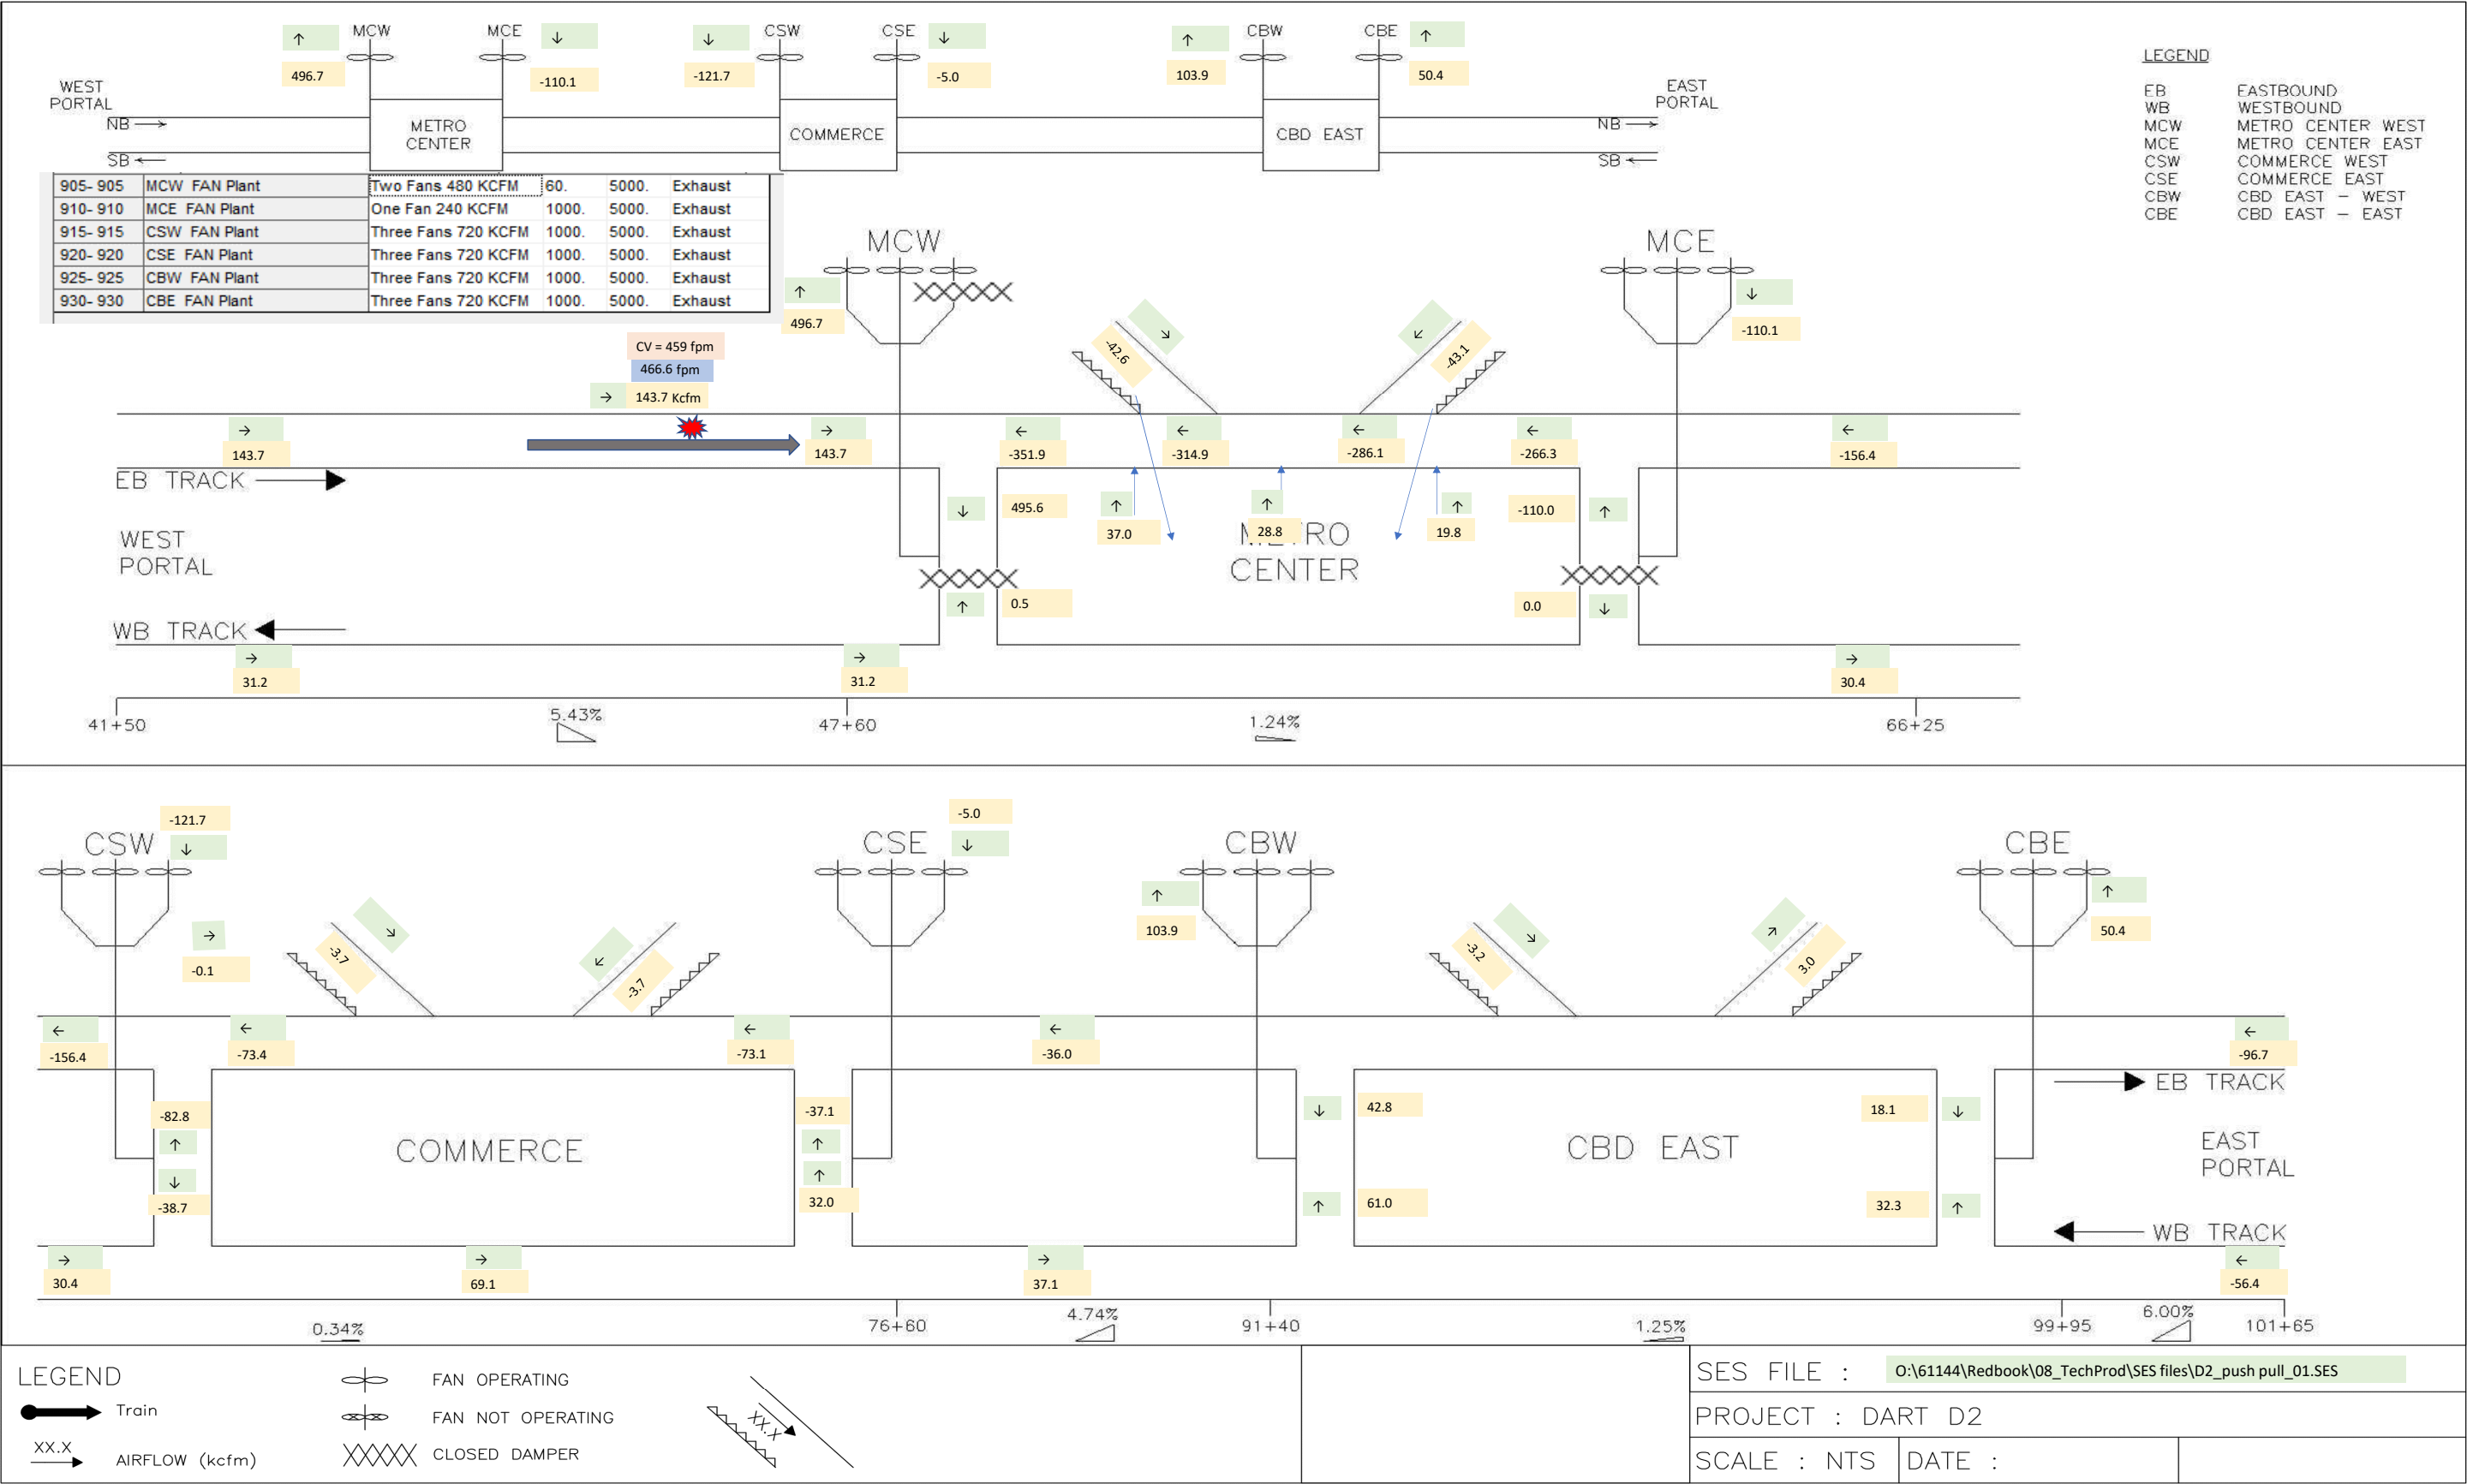 MCW MCE CSW CSE CBW CBE
↑ ↓ ↓ ↓ ↑ ↑
496.7 -110.1 -121.7 -5.0 103.9 50.4
WEST
PORTAL
NB →
SB ←
METRO
CENTER
COMMERCE
CBD EAST
EAST
PORTAL
NB →
SB ←
LEGEND
EB EASTBOUND
WB WESTBOUND
MCW METRO CENTER WEST
MCE METRO CENTER EAST
CSW COMMERCE WEST
CSE COMMERCE EAST
CBW CBD EAST – WEST
CBE CBD EAST – EAST
905- 905 MCW FAN Plant Two Fans 480 KCFM 60. 5000. Exhaust
910- 910 MCE FAN Plant One Fan 240 KCFM 1000. 5000. Exhaust
915- 915 CSW FAN Plant Three Fans 720 KCFM 1000. 5000. Exhaust
920- 920 CSE FAN Plant Three Fans 720 KCFM 1000. 5000. Exhaust
925- 925 CBW FAN Plant Three Fans 720 KCFM 1000. 5000. Exhaust
930- 930 CBE FAN Plant Three Fans 720 KCFM 1000. 5000. Exhaust
MCW
↑
496.7
MCE
↓
-110.1
CV = 459 fpm
466.6 fpm
→ 143.7 Kcfm
-42.6 ↘
↙ -43.1
→ → ← ← ← ← ←
143.7 143.7 -351.9 -314.9 -286.1 -266.3 -156.4
EB TRACK
↓ 495.6
↑ 37.0
↑ 28.8
↑ 19.8
-110.0 ↑
WEST
PORTAL
METRO
CENTER
↑ 0.5
0.0 ↓
WB TRACK
→ → →
31.2 31.2 30.4
41+50 5.43% 47+60 1.24% 66+25
-121.7
CSW ↓
-5.0
CSE ↓
CBW
↑
103.9
CBE
↑
50.4
→
-0.1
-3.7 ↘
↙ -3.7
-3.2 ↘
↗ 3.0
← ← ← ← ←
-156.4 -73.4 -73.1 -36.0 -96.7
EB TRACK
-82.8 -37.1 42.8 18.1
↑ ↑ ↓ ↓
COMMERCE
CBD EAST
EAST
PORTAL
↓ ↑ ↑ ↑
-38.7 32.0 61.0 32.3
WB TRACK
→ → → ←
30.4 69.1 37.1 -56.4
0.34% 76+60 4.74% 91+40 1.25% 99+95 6.00% 101+65
LEGEND
Train
XX.X
AIRFLOW (kcfm)
FAN OPERATING
FAN NOT OPERATING
CLOSED DAMPER
XX.X
SES FILE : O:\61144\Redbook\08_TechProd\SES files\D2_push pull_01.SES
PROJECT : DART D2
SCALE : NTS DATE :